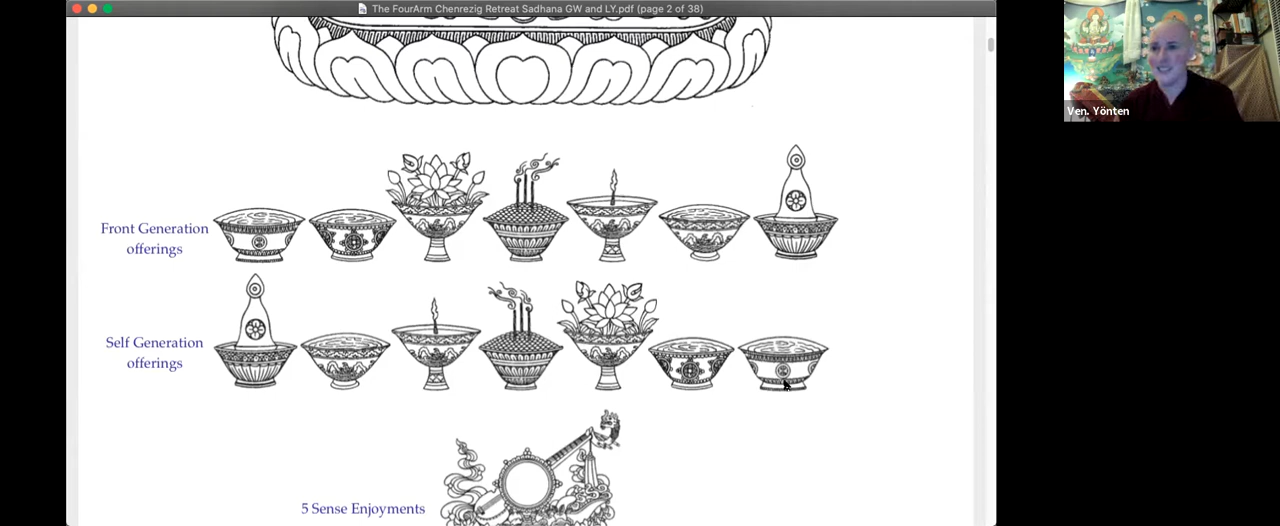 The FourArm Chenrezig Retreat Sadhana GW and LY.pdf (page 2 of 38)
Ven. Yönten
Front Generation
offerings
Self Generation
offerings
5 Sense Enjoyments